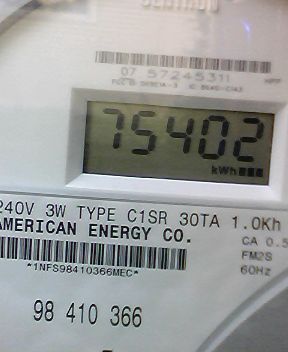 07 57245311
75402
kWh
240V 3W TYPE C1SR 30TA 1.0Kh
AMERICAN ENERGY CO.
CA 0.5
FM2S
*1NFS98410366MEC*
60Hz
98 410 366